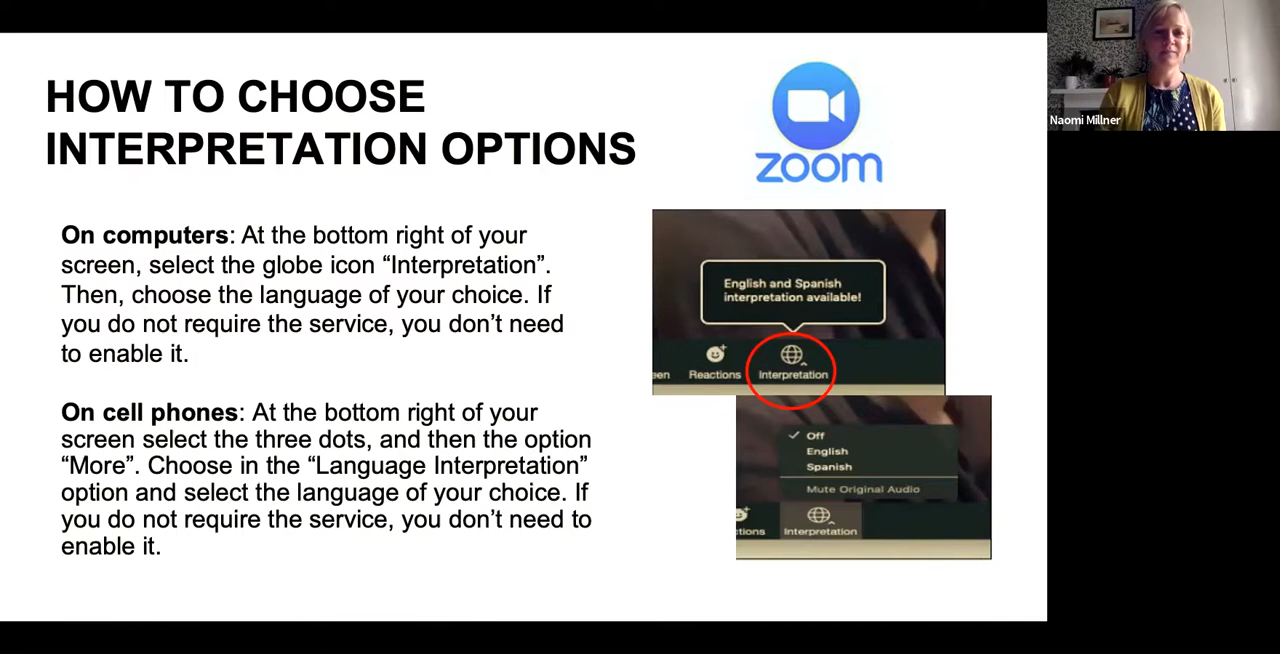 HOW TO CHOOSE
INTERPRETATION OPTIONS
zoom
Naomi Millner
On computers: At the bottom right of your
screen, select the globe icon “Interpretation”.
Then, choose the language of your choice. If
you do not require the service, you don’t need
to enable it.
On cell phones: At the bottom right of your
screen select the three dots, and then the option
“More”. Choose in the “Language Interpretation”
option and select the language of your choice. If
you do not require the service, you don’t need to
enable it.
English and Spanish
interpretation available!
een Reactions Interpretation
Off
English
Spanish
Mute Original Audio
ctions Interpretation